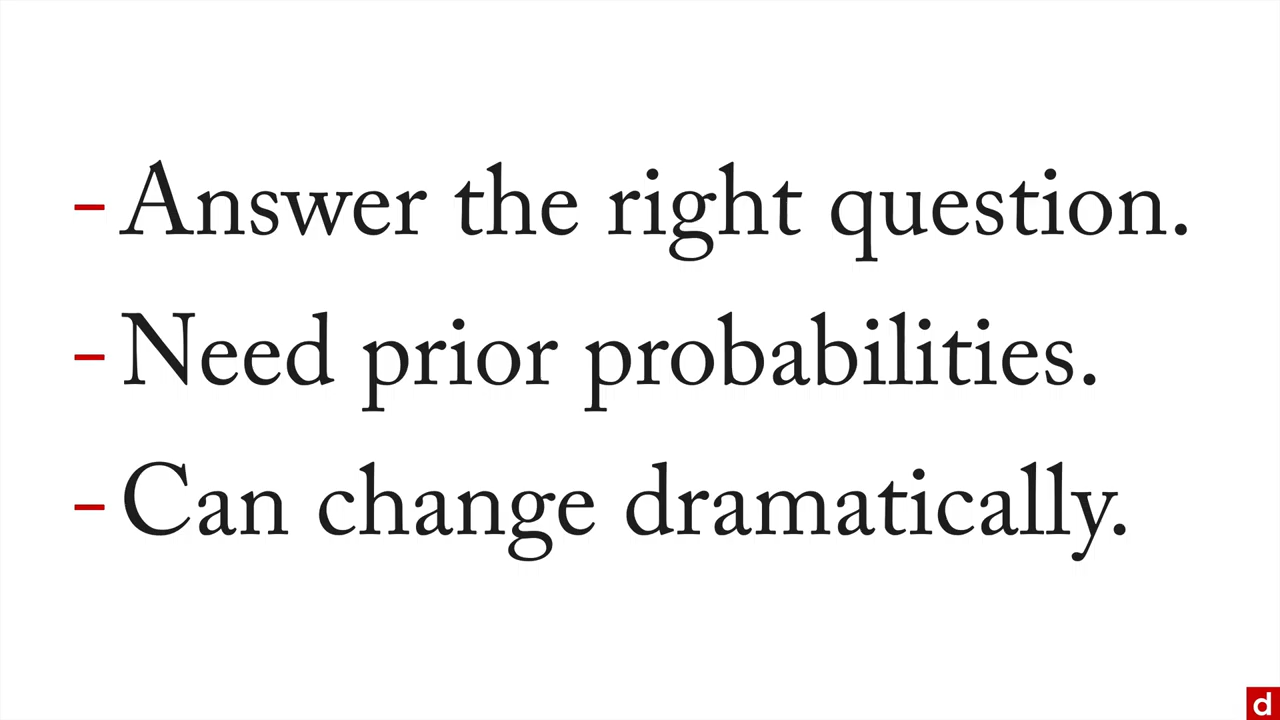 – Answer the right question.
– Need prior probabilities.
– Can change dramatically.
d